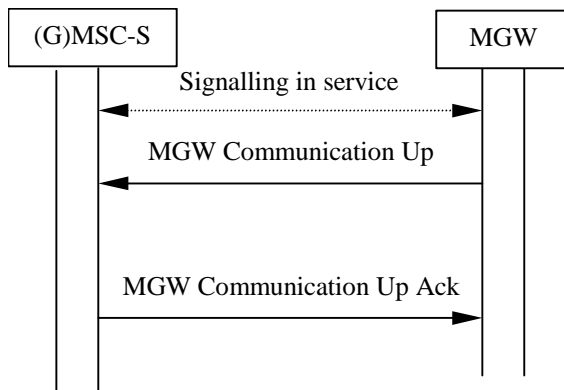 (G)MSC-S
MGW
Signalling in service
MGW Communication Up
MGW Communication Up Ack